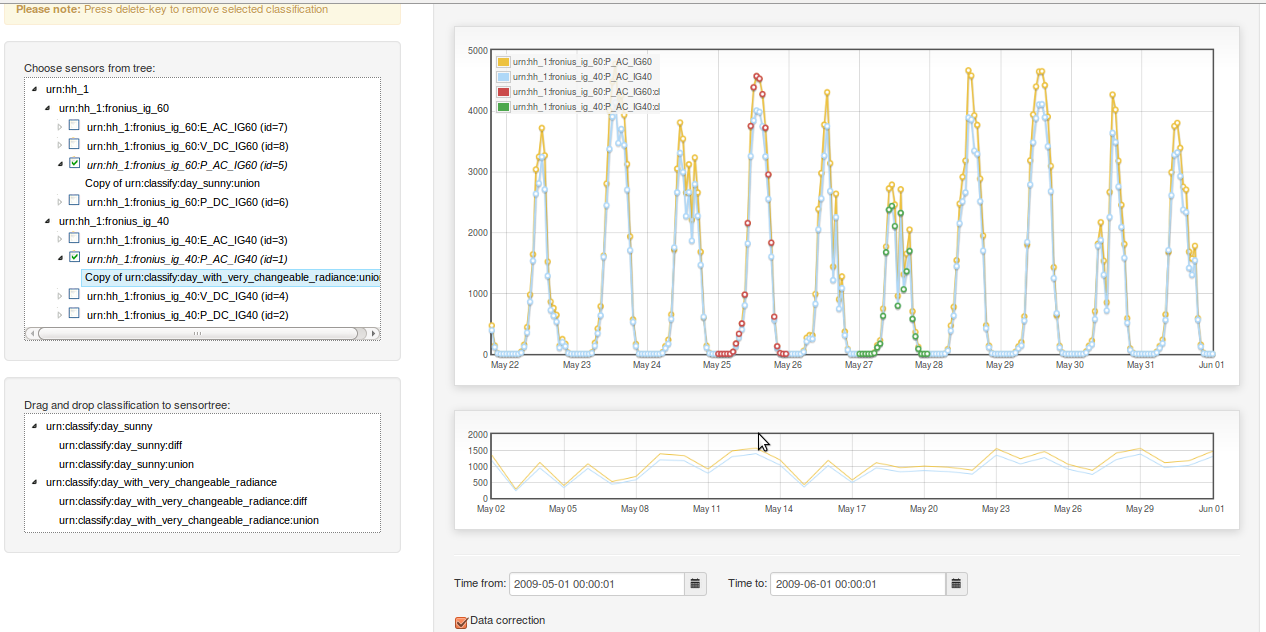 Please note: Press delete-key to remove selected classification
Choose sensors from tree:
urn:hh_1
urn:hh_1:fronius_ig_60
urn:hh_1:fronius_ig_60:E_AC_IG60 (id=7)
urn:hh_1:fronius_ig_60:V_DC_IG60 (id=8)
urn:hh_1:fronius_ig_60:P_AC_IG60 (id=5)
Copy of urn:classify:day_sunny:union
urn:hh_1:fronius_ig_60:P_DC_IG60 (id=6)
urn:hh_1:fronius_ig_40
urn:hh_1:fronius_ig_40:E_AC_IG40 (id=3)
urn:hh_1:fronius_ig_40:P_AC_IG40 (id=1)
Copy of urn:classify:day_with_very_changeable_radiance:unio
urn:hh_1:fronius_ig_40:V_DC_IG40 (id=4)
urn:hh_1:fronius_ig_40:P_DC_IG40 (id=2)
Drag and drop classification to sensortree:
urn:classify:day_sunny
urn:classify:day_sunny:diff
urn:classify:day_sunny:union
urn:classify:day_with_very_changeable_radiance
urn:classify:day_with_very_changeable_radiance:diff
urn:classify:day_with_very_changeable_radiance:union
5000
4000
3000
2000
1000
0
urn:hh_1:fronius_ig_60:P_AC_IG60
urn:hh_1:fronius_ig_40:P_AC_IG40
urn:hh_1:fronius_ig_60:P_AC_IG60:cl
urn:hh_1:fronius_ig_40:P_AC_IG40:cl
May 22 May 23 May 24 May 25 May 26 May 27 May 28 May 29 May 30 May 31 Jun 01
2000
1500
1000
500
0
May 02 May 05 May 08 May 11 May 14 May 17 May 20 May 23 May 26 May 29 Jun 01
Time from: 2009-05-01 00:00:01 Time to: 2009-06-01 00:00:01
Data correction